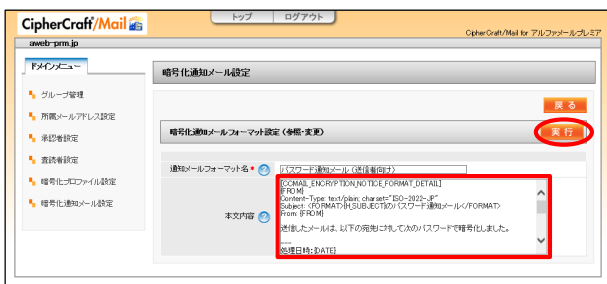 CipherCraft/Mail
トップ
ログアウト
CipherCraft/Mail for アルファメールプレミア
aweb-prm.jp
ドメインメニュー
グループ管理
所属メールアドレス設定
承認者設定
査読者設定
暗号化プロファイル設定
暗号化通知メール設定
暗号化通知メール設定
戻る
暗号化通知メールフォーマット設定(参照・変更)
実行
通知メールフォーマット名* パスワード通知メール(送信者向け)
本文内容
[CCMAIL_ENCRYPTION_NOTICE_FORMAT_DETAIL]
{FROM}
Content-Type: text/plain; charset="ISO-2022-JP"
Subject: <FORMAT>{H_SUBJECT}のパスワード通知メール</FORMAT>
From: {FROM}
送信したメールは、以下の宛先に対して次のパスワードで暗号化しました。
---
処理日時: {DATE}